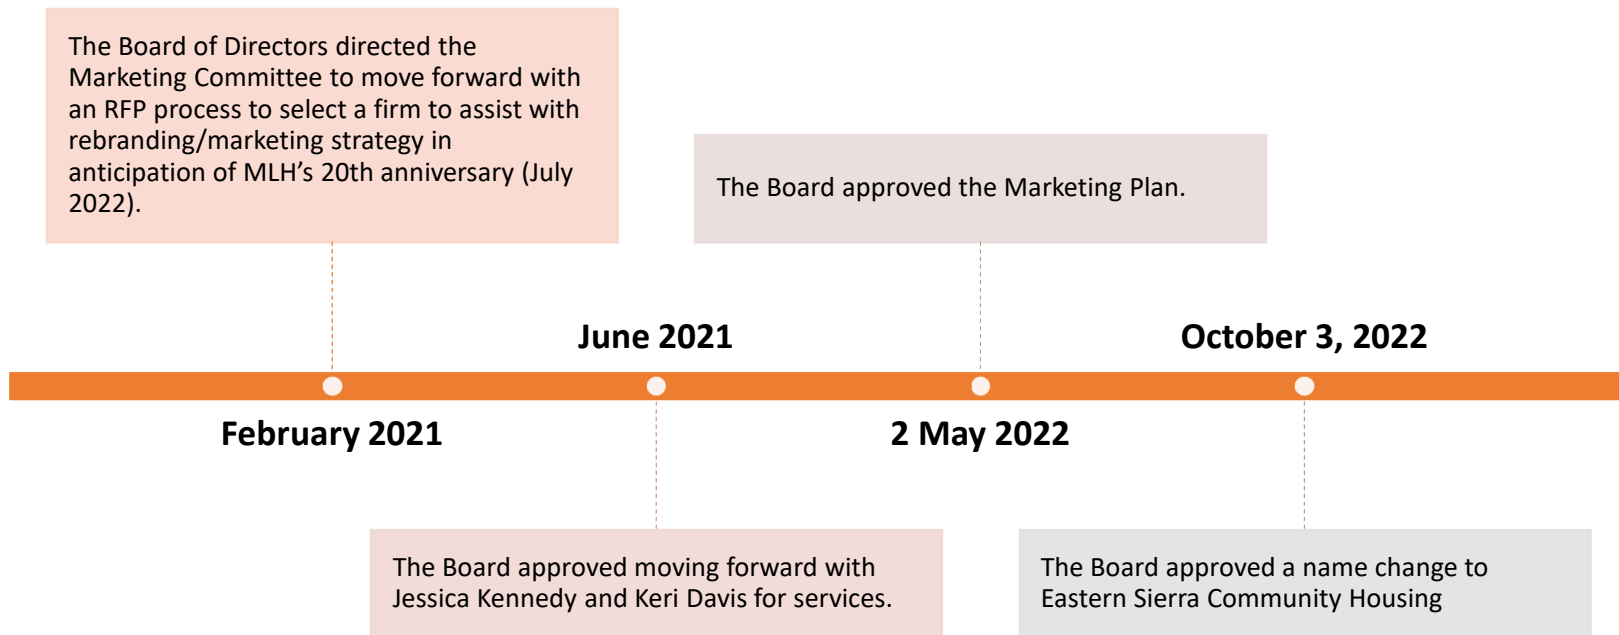 The Board of Directors directed the
Marketing Committee to move forward with
an RFP process to select a firm to assist with
rebranding/marketing strategy in
anticipation of MLH’s 20th anniversary (July
2022).
February 2021
June 2021
The Board approved moving forward with
Jessica Kennedy and Keri Davis for services.
The Board approved the Marketing Plan.
2 May 2022
October 3, 2022
The Board approved a name change to
Eastern Sierra Community Housing